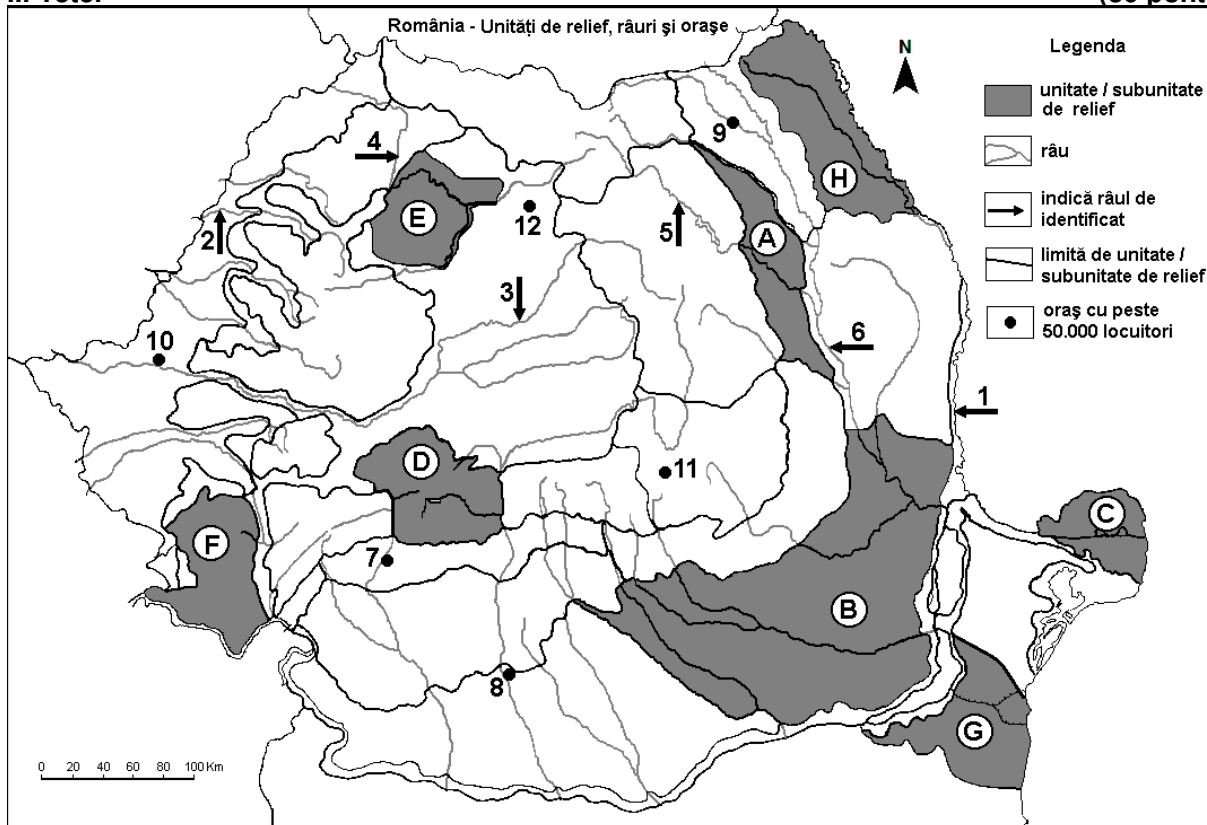 România - Unități de relief, râuri și orașe
N
Legenda
unitate / subunitate
de relief
râu
indică râul de
identificat
limită de unitate /
subunitate de relief
oraș cu peste
50.000 locuitori
9
4
H
E
12
2
5
A
3
10
6
1
D
11
C
F
7
B
8
G
0 20 40 60 80 100 Km